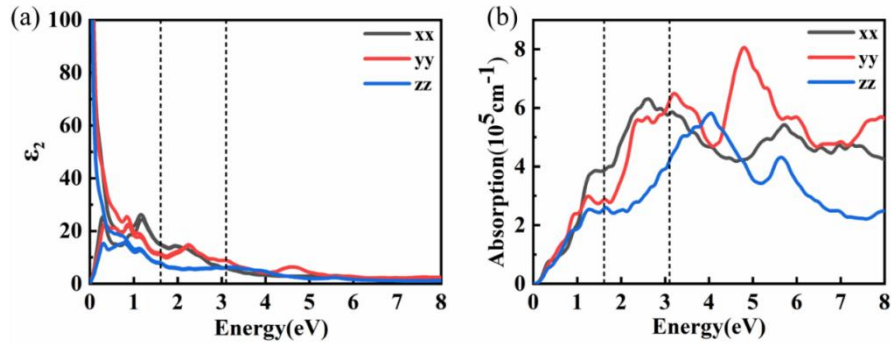 (a)
100
80
60
40
20
0
ε₂
xx
yy
zz
0 1 2 3 4 5 6 7 8
Energy(eV)
(b)
8
6
4
2
0
Absorption(10⁵cm⁻¹)
xx
yy
zz
0 1 2 3 4 5 6 7 8
Energy(eV)